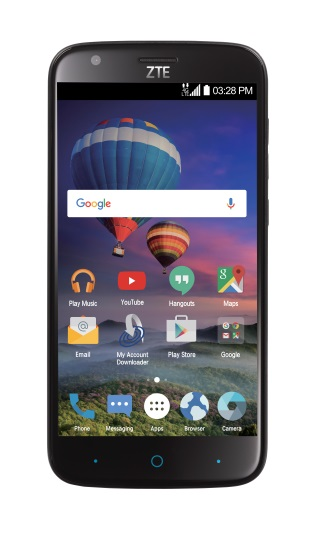 ZTE
03:28 PM
Google
Play Music YouTube Hangouts Maps
Email My Account Downloader Play Store Google
Phone Messaging Apps Browser Camera